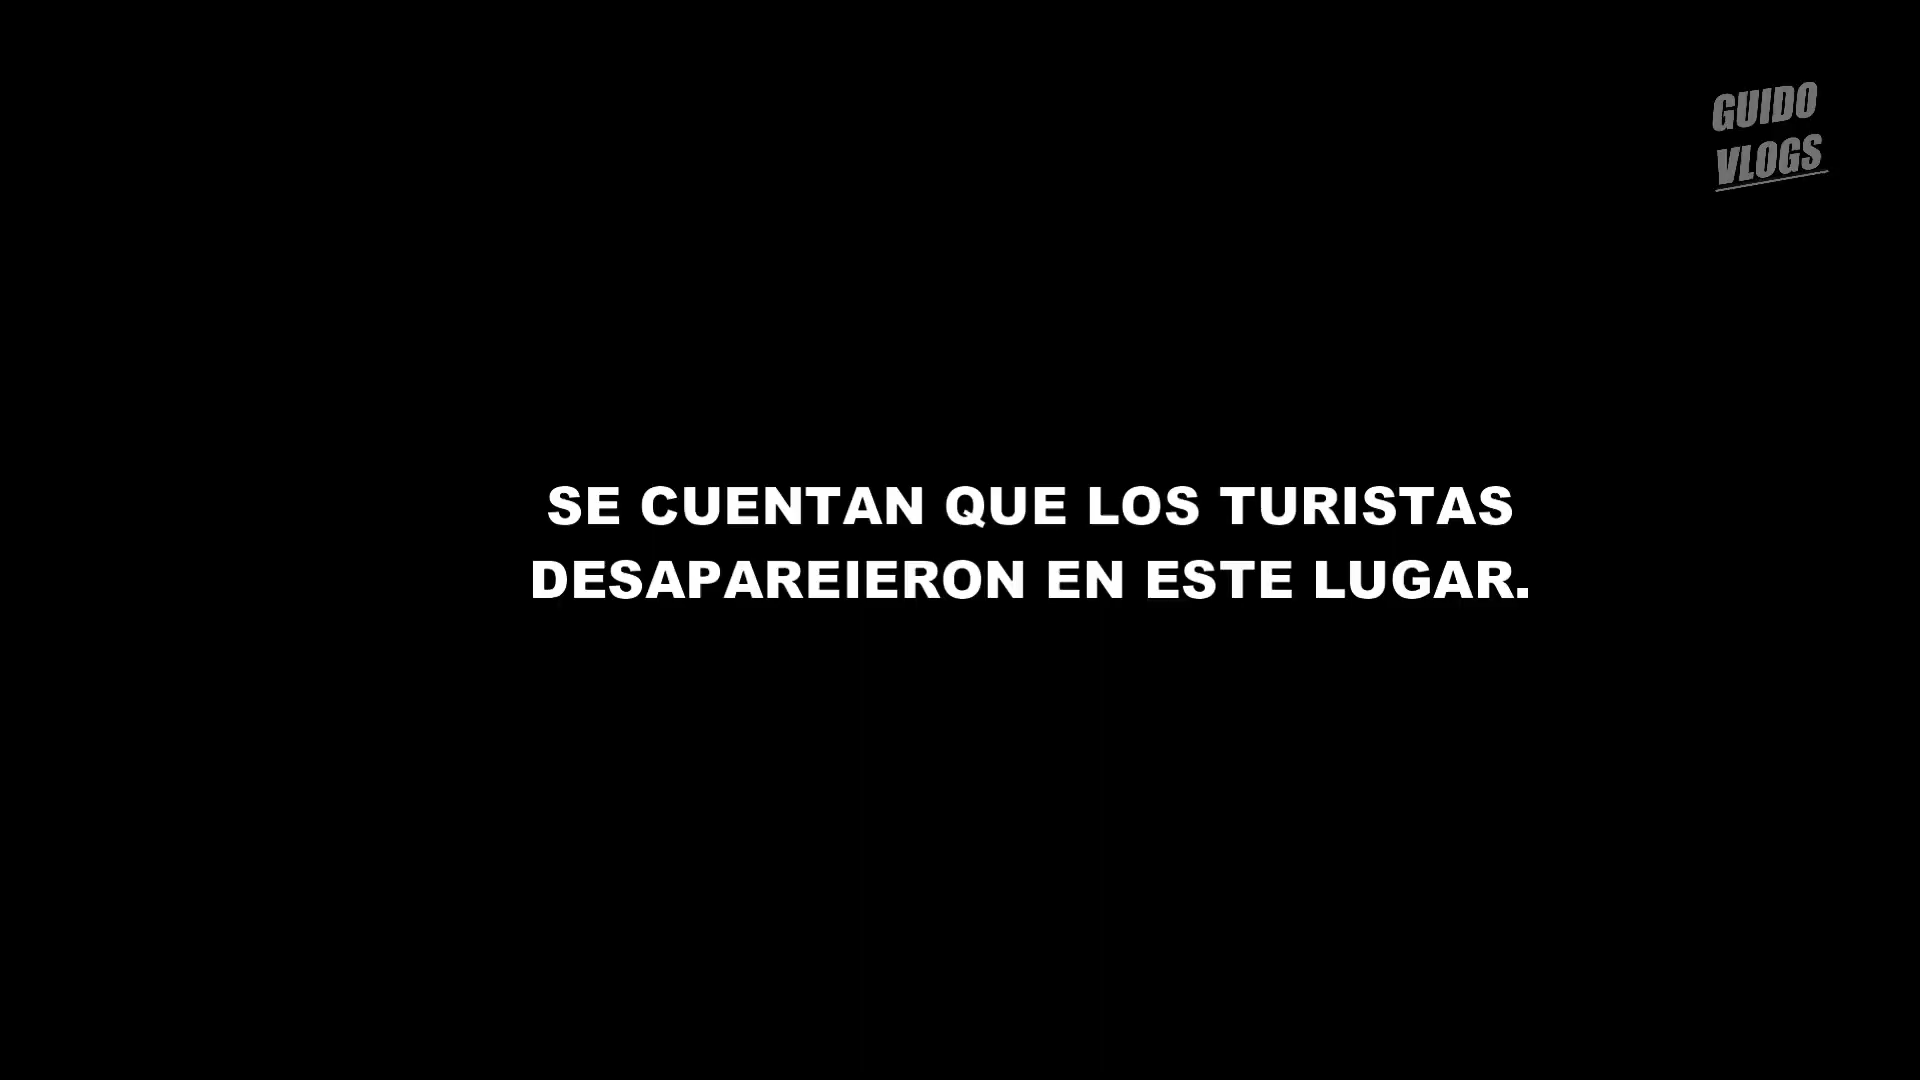 GUIDO
VLOGS
SE CUENTAN QUE LOS TURISTAS
DESAPAREIERON EN ESTE LUGAR.